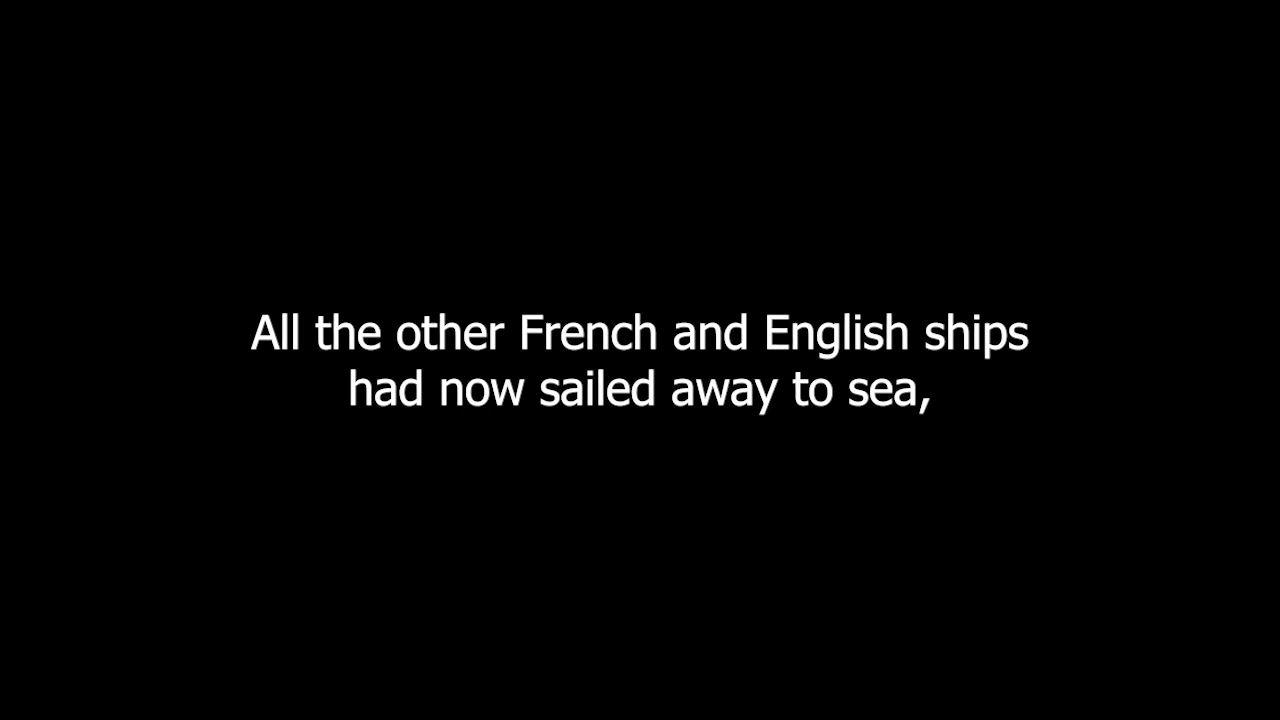 All the other French and English ships
had now sailed away to sea,